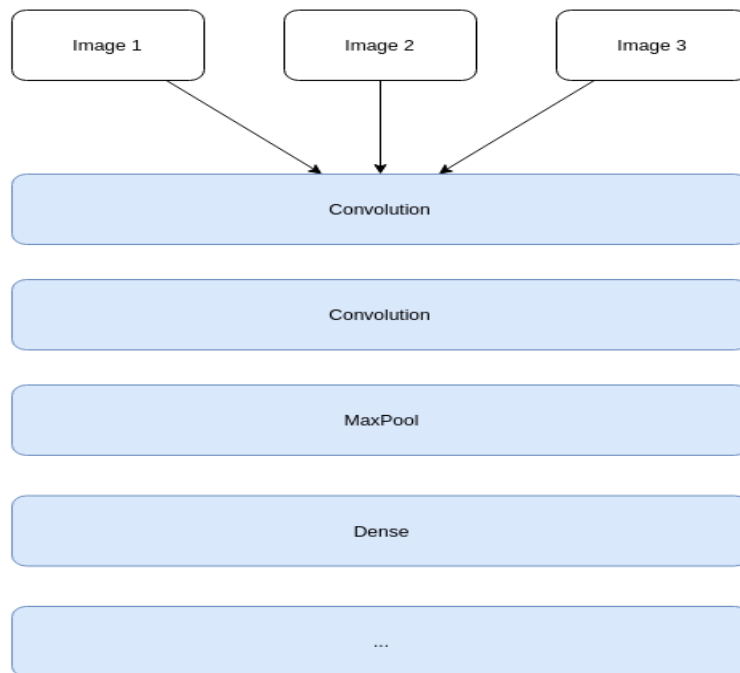 Image 1
Image 2
Image 3
Convolution
Convolution
MaxPool
Dense
...